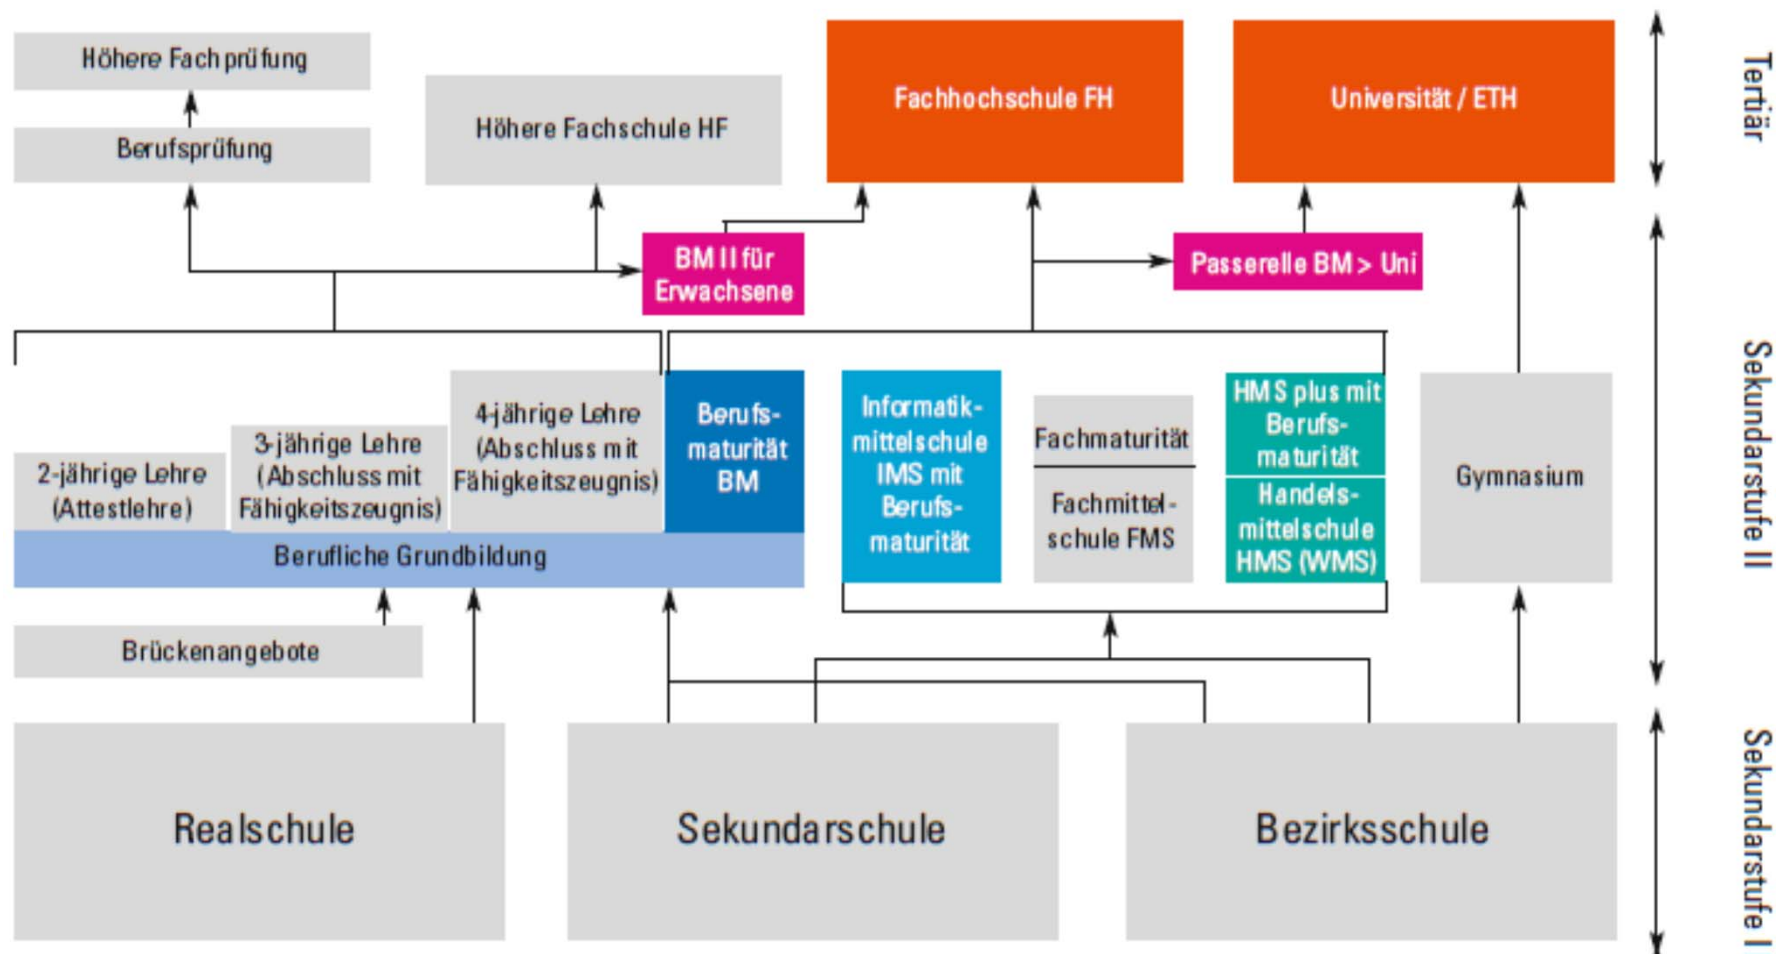 Höhere Fachprüfung
Berufsprüfung
Höhere Fachschule HF
Fachhochschule FH
Universität / ETH
Tertiär
BM II für
Erwachsene
Passerelle BM > Uni
2-jährige Lehre
(Attestlehre)
3-jährige Lehre
(Abschluss mit
Fähigkeitszeugnis)
4-jährige Lehre
(Abschluss mit
Fähigkeitszeugnis)
Berufs-
maturität
BM
Berufliche Grundbildung
Informatik-
mittelschule
IMS mit
Berufs-
maturität
Fachmaturität
Fachmittel-
schule FMS
HMS plus mit
Berufs-
maturität
Handels-
mittelschule
HMS (WMS)
Gymnasium
Sekundarstufe II
Brückenangebote
Realschule
Sekundarschule
Bezirksschule
Sekundarstufe I